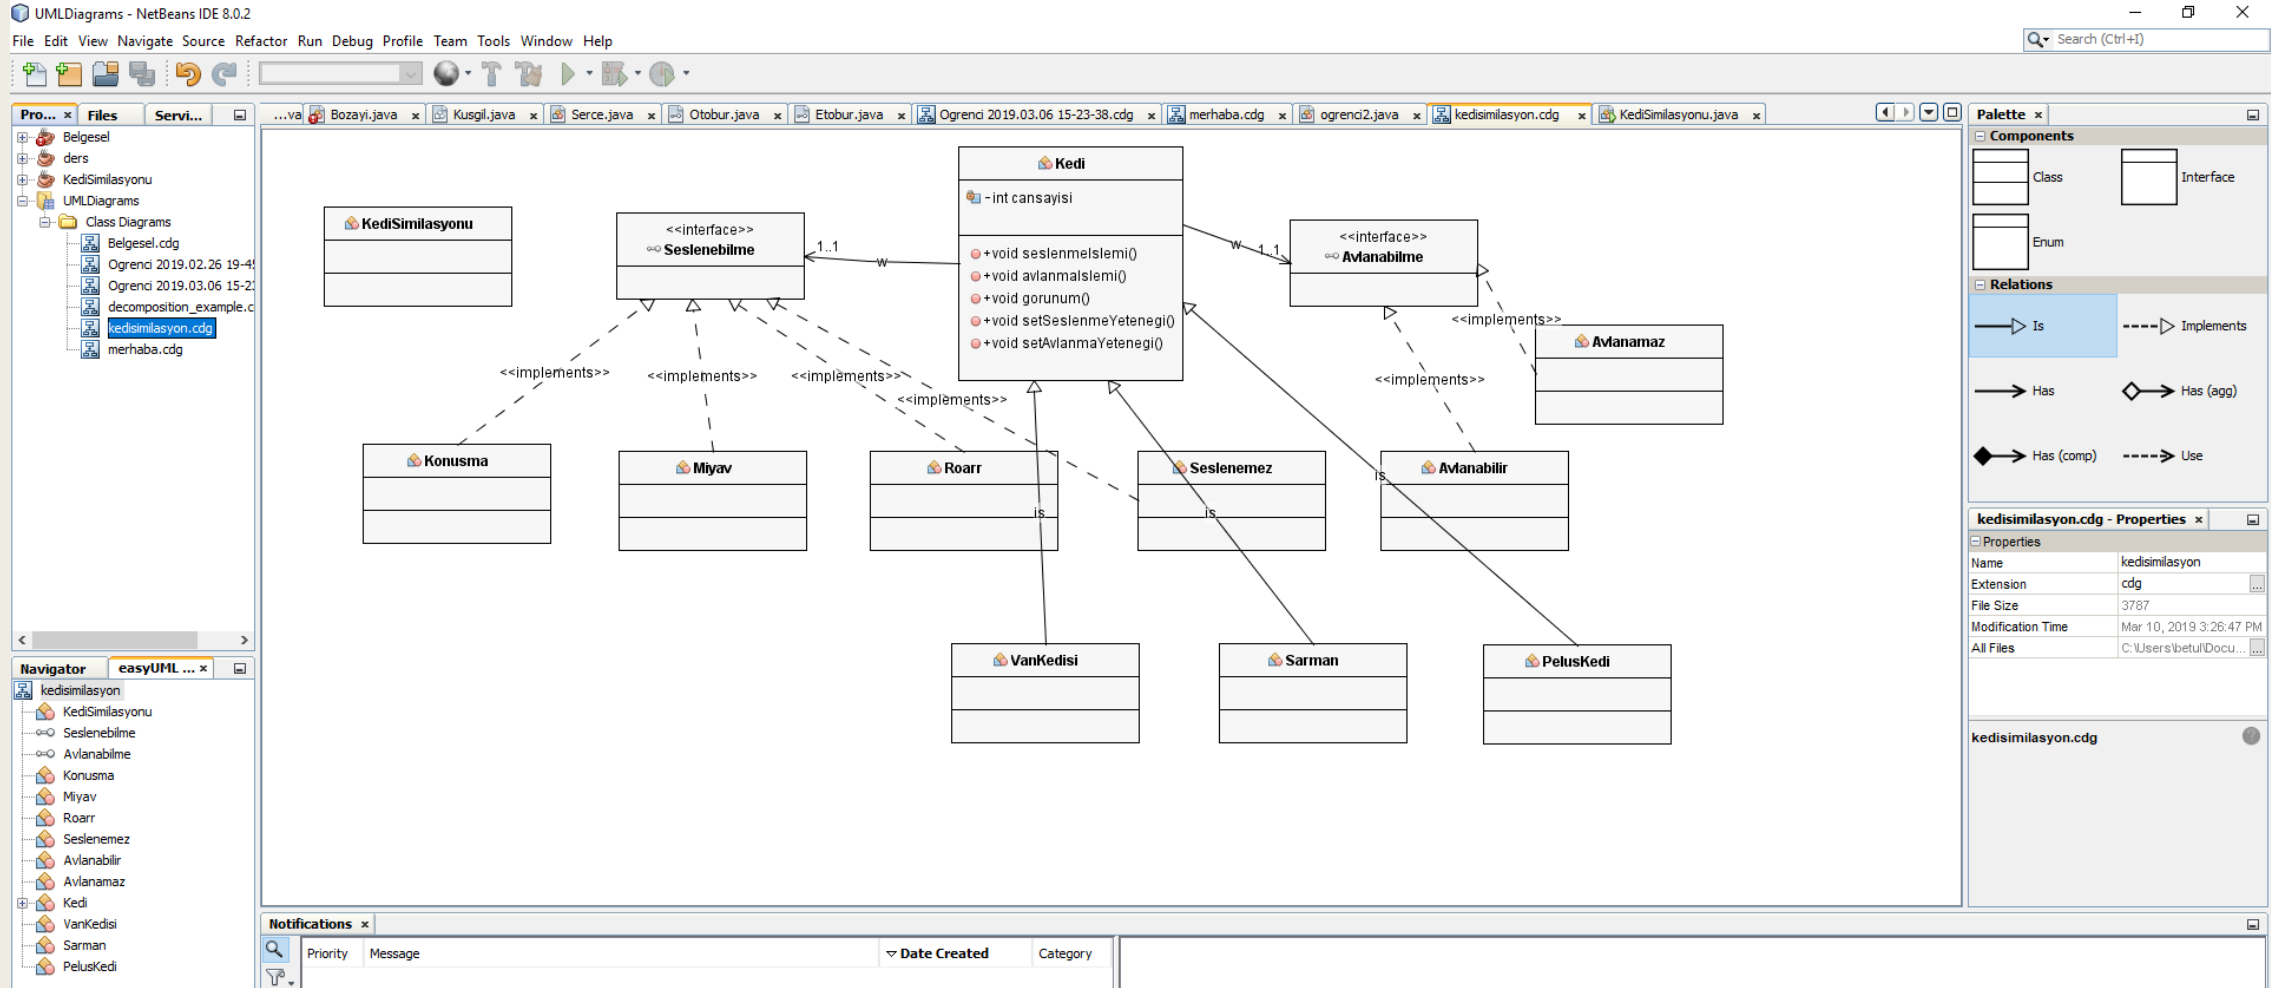 UMLDiagrams - NetBeans IDE 8.0.2
File Edit View Navigate Source Refactor Run Debug Profile Team Tools Window Help
Search (Ctrl+I)
Pro... × Files Servi...
Belgesel
ders
KediSimilasyonu
UMLDiagrams
Class Diagrams
Belgesel.cdg
Ogrenci 2019.02.26 19-4
Ogrenci 2019.03.06 15-2
decomposition_example.c
kedisimilasyon.cdg
merhaba.cdg
Navigator easyUML ... ×
kedisimilasyon
KediSimilasyonu
Seslenebilme
Avlanabilme
Konusma
Miyav
Roarr
Seslenemez
Avlanabilir
Avlanamaz
Kedi
VanKedisi
Sarman
PelusKedi
...va Bozayi.java × Kusgil.java × Serce.java × Otobur.java × Etobur.java × Ogrenci 2019.03.06 15-23-38.cdg × merhaba.cdg × ogrenci2.java × kedisimilasyon.cdg × KediSimilasyonu.java ×
KediSimilasyonu
<<interface>>
Seslenebilme
1..1
w
Kedi
-int cansayisi
+void seslenmeIslemi()
+void avlanmaIslemi()
+void gorunum()
+void setSeslenmeYetenegi()
+void setAvlanmaYetenegi()
w
1..1
<<interface>>
Avlanabilme
<<implements>>
Avlanamaz
<<implements>>
<<implements>>
<<implements>>
<<implements>>
<<implements>>
Konusma
Miyav
Roarr
Seslenemez
Avlanabilir
is
is
is
VanKedisi
Sarman
PelusKedi
Palette ×
Components
Class
Interface
Enum
Relations
Is
Implements
Has
Has (agg)
Has (comp)
Use
kedisimilasyon.cdg - Properties ×
Properties
Name kedisimilasyon
Extension cdg ...
File Size 3787
Modification Time Mar 10, 2019 3:26:47 PM
All Files C:\Users\betul\Docu... ...
kedisimilasyon.cdg
Notifications ×
Priority Message Date Created Category